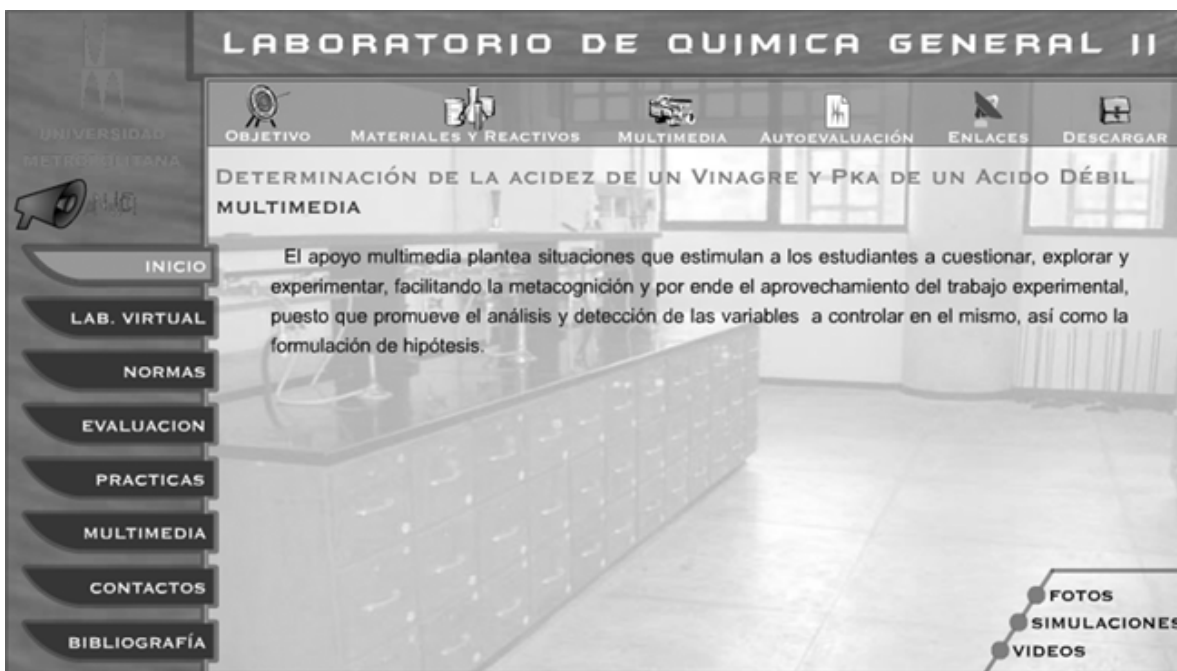 LABORATORIO DE QUIMICA GENERAL II
UNIVERSIDAD
METROPOLITANA
OBJETIVO
MATERIALES Y REACTIVOS
MULTIMEDIA
AUTOEVALUACIÓN
ENLACES
DESCARGAR
DETERMINACIÓN DE LA ACIDEZ DE UN VINAGRE Y PKA DE UN ACIDO DÉBIL
MULTIMEDIA
El apoyo multimedia plantea situaciones que estimulan a los estudiantes a cuestionar, explorar y
experimentar, facilitando la metacognición y por ende el aprovechamiento del trabajo experimental,
puesto que promueve el análisis y detección de las variables a controlar en el mismo, así como la
formulación de hipótesis.
INICIO
LAB. VIRTUAL
NORMAS
EVALUACION
PRACTICAS
MULTIMEDIA
CONTACTOS
BIBLIOGRAFÍA
FOTOS
SIMULACIONES
VIDEOS